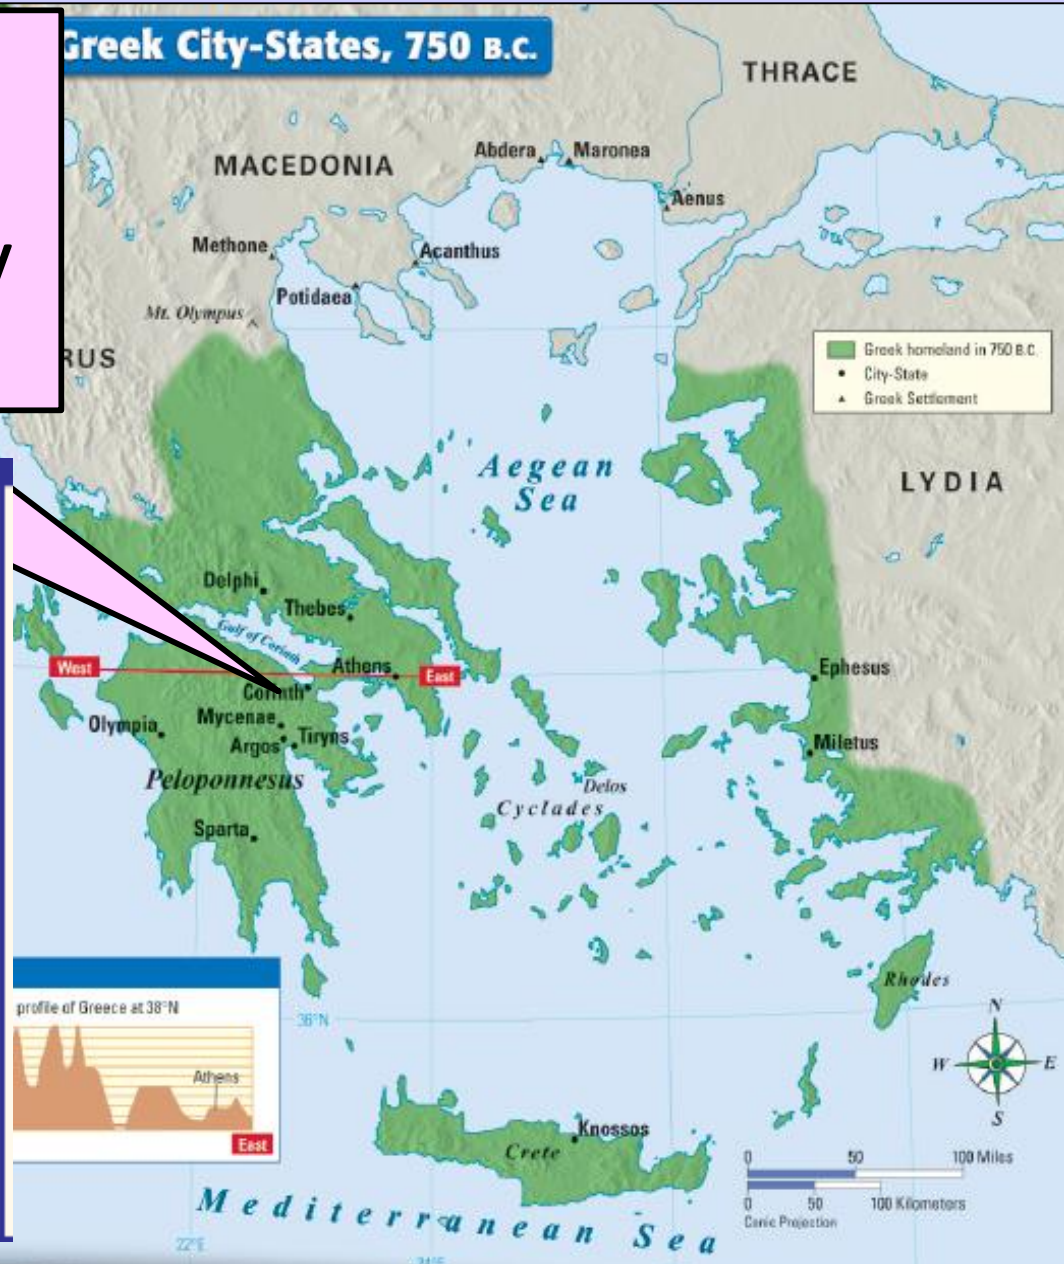 Greek City-States, 750 B.C.
THRACE
MACEDONIA
Abdera
Maronea
Aenus
Methone
Acanthus
Potidaea
Mt. Olympus
RUS
Greek homeland in 750 B.C.
City-State
Greek Settlement
Aegean
Sea
LYDIA
Delphi
Thebes
Gulf of Corinth
West
Athens
East
Ephesus
Corinth
Mycenae
Olympia
Tiryns
Argos
Miletus
Peloponnesus
Delos
Cyclades
Sparta
Rhodes
profile of Greece at 38°N
36°N
N
W
E
S
Athens
East
Knossos
Crete
0 50 100 Miles
0 50 100 Kilometers
Conic Projection
Mediterranean Sea
22°E
24°E